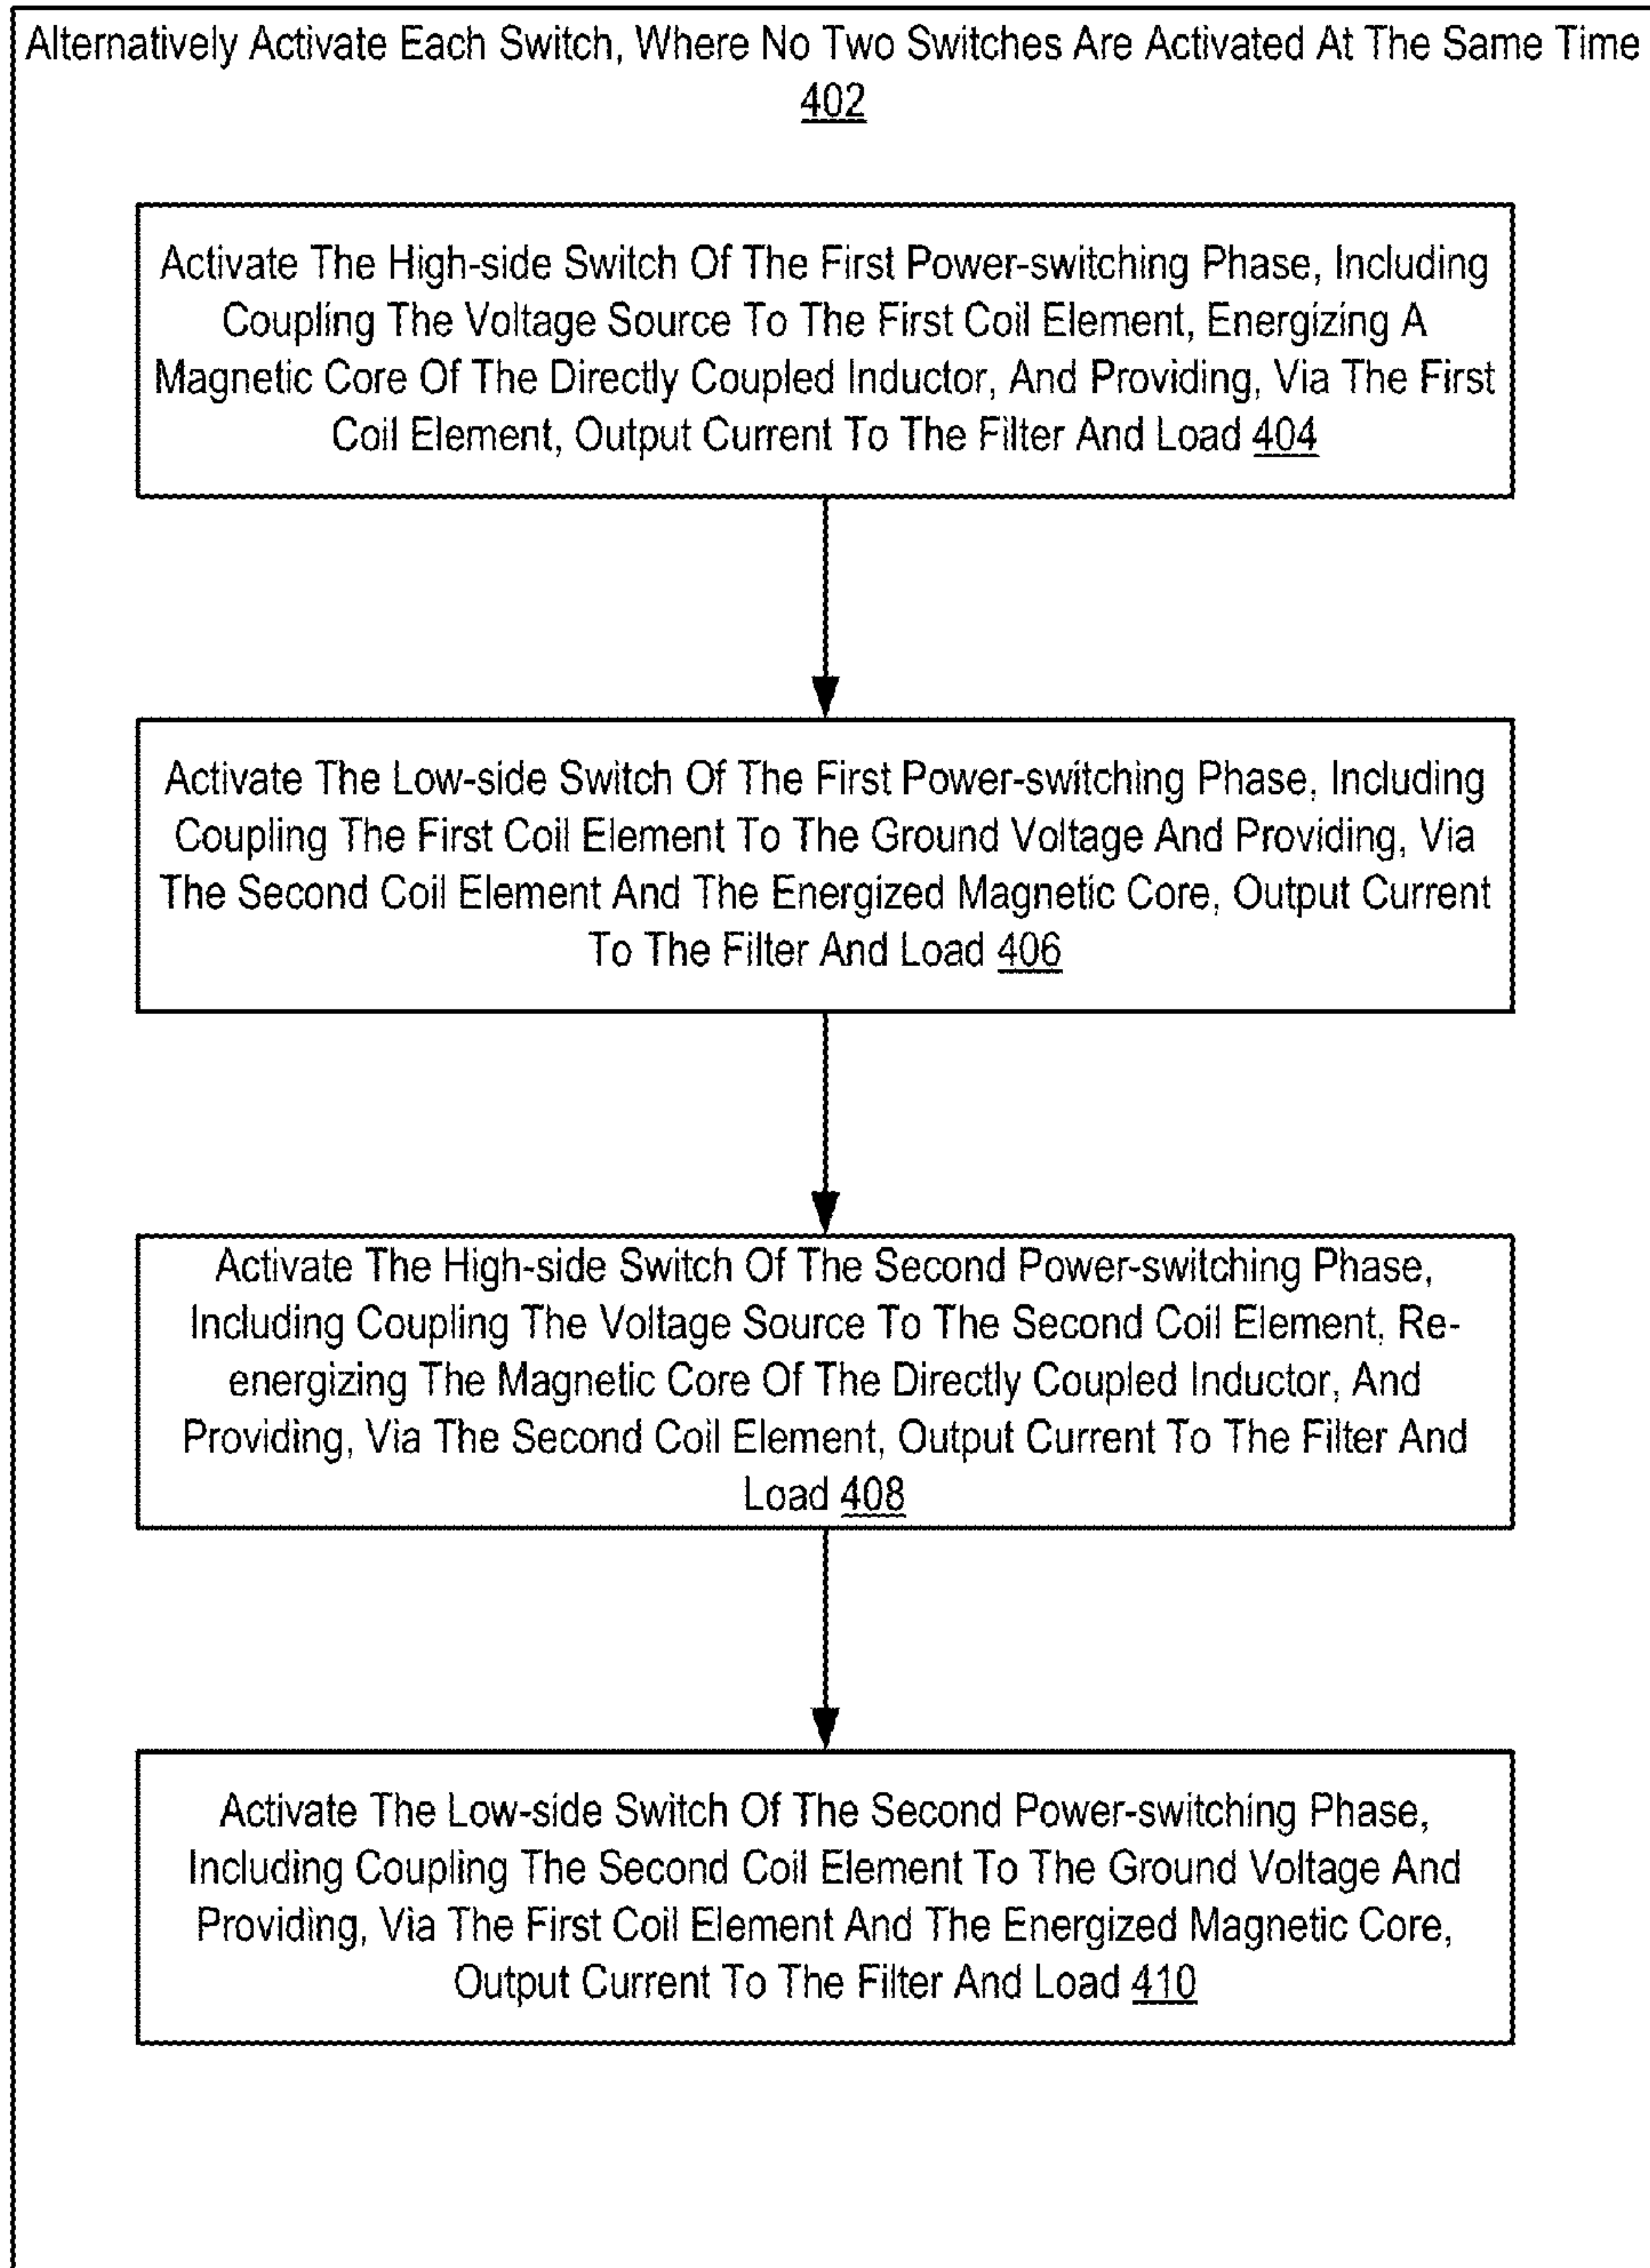 Alternatively Activate Each Switch, Where No Two Switches Are Activated At The Same Time
402
Activate The High-side Switch Of The First Power-switching Phase, Including
Coupling The Voltage Source To The First Coil Element, Energizing A
Magnetic Core Of The Directly Coupled Inductor, And Providing, Via The First
Coil Element, Output Current To The Filter And Load 404
Activate The Low-side Switch Of The First Power-switching Phase, Including
Coupling The First Coil Element To The Ground Voltage And Providing, Via
The Second Coil Element And The Energized Magnetic Core, Output Current
To The Filter And Load 406
Activate The High-side Switch Of The Second Power-switching Phase,
Including Coupling The Voltage Source To The Second Coil Element, Re-
energizing The Magnetic Core Of The Directly Coupled Inductor, And
Providing, Via The Second Coil Element, Output Current To The Filter And
Load 408
Activate The Low-side Switch Of The Second Power-switching Phase,
Including Coupling The Second Coil Element To The Ground Voltage And
Providing, Via The First Coil Element And The Energized Magnetic Core,
Output Current To The Filter And Load 410